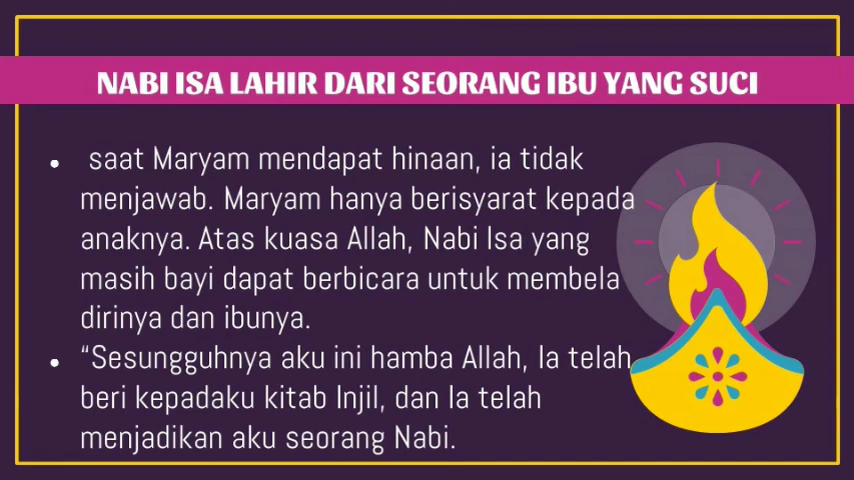 NABI ISA LAHIR DARI SEORANG IBU YANG SUCI
• saat Maryam mendapat hinaan, ia tidak
menjawab. Maryam hanya berisyarat kepada
anaknya. Atas kuasa Allah, Nabi Isa yang
masih bayi dapat berbicara untuk membela
dirinya dan ibunya.
• “Sesungguhnya aku ini hamba Allah, Ia telah
beri kepadaku kitab Injil, dan Ia telah
menjadikan aku seorang Nabi.